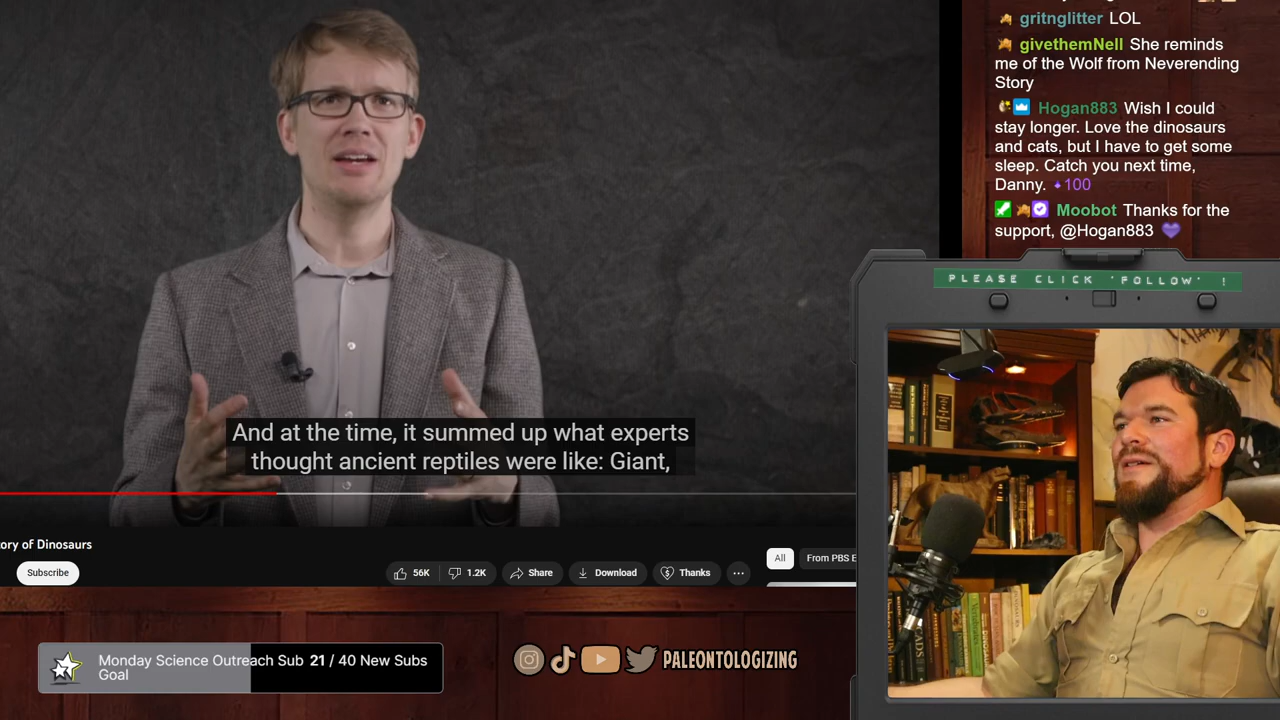 gritnglitter LOL
givethemNell She reminds
me of the Wolf from Neverending
Story
Hogan883 Wish I could
stay longer. Love the dinosaurs
and cats, but I have to get some
sleep. Catch you next time,
Danny. 100
Moobot Thanks for the
support, @Hogan883 💜
PLEASE CLICK 'FOLLOW' !
And at the time, it summed up what experts
thought ancient reptiles were like: Giant,
ory of Dinosaurs
Subscribe
56K
1.2K
Share
Download
Thanks
All
From PBS E
Monday Science Outreach Sub 21 / 40 New Subs
Goal
PALEONTOLOGIZING